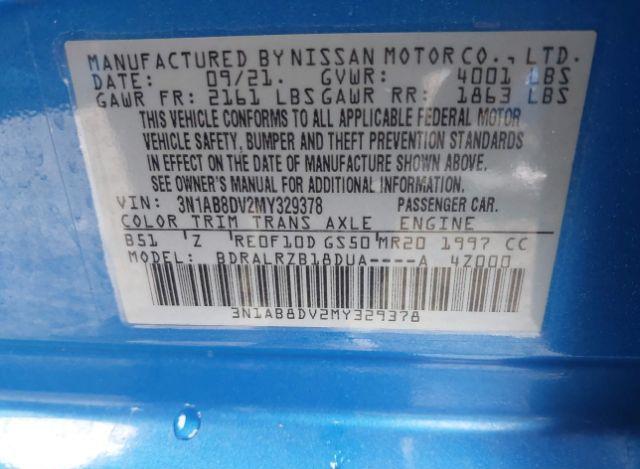 MANUFACTURED BY NISSAN MOTOR CO., LTD.
DATE: 09/21. GVWR: 4001 LBS
GAWR FR: 2161 LBS GAWR RR: 1863 LBS
THIS VEHICLE CONFORMS TO ALL APPLICABLE FEDERAL MOTOR
VEHICLE SAFETY, BUMPER AND THEFT PREVENTION STANDARDS
IN EFFECT ON THE DATE OF MANUFACTURE SHOWN ABOVE.
SEE OWNER'S MANUAL FOR ADDITIONAL INFORMATION.
VIN: 3N1AB8DV2MY329378 PASSENGER CAR.
COLOR TRIM TRANS AXLE ENGINE
B51 Z RE0F10D GS50 MR20 1997 CC
MODEL: BDRALRZB18DUA----A 4Z000
3N1AB8DV2MY329378